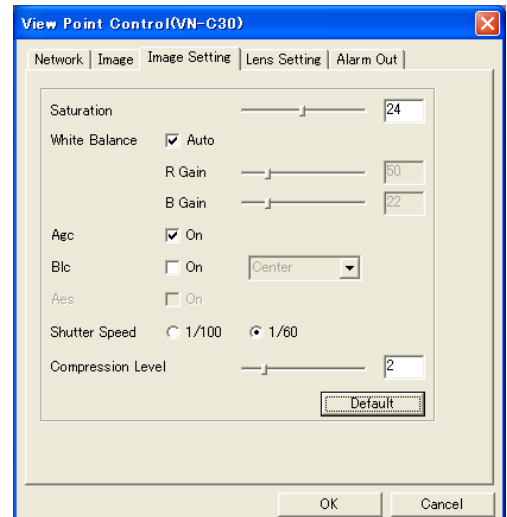 View Point Control(VN-C30)
Network Image Image Setting Lens Setting Alarm Out
Saturation 24
White Balance Auto
R Gain 50
B Gain 22
Agc On
Blc On Center
Aes On
Shutter Speed 1/100 1/60
Compression Level 2
Default
OK Cancel